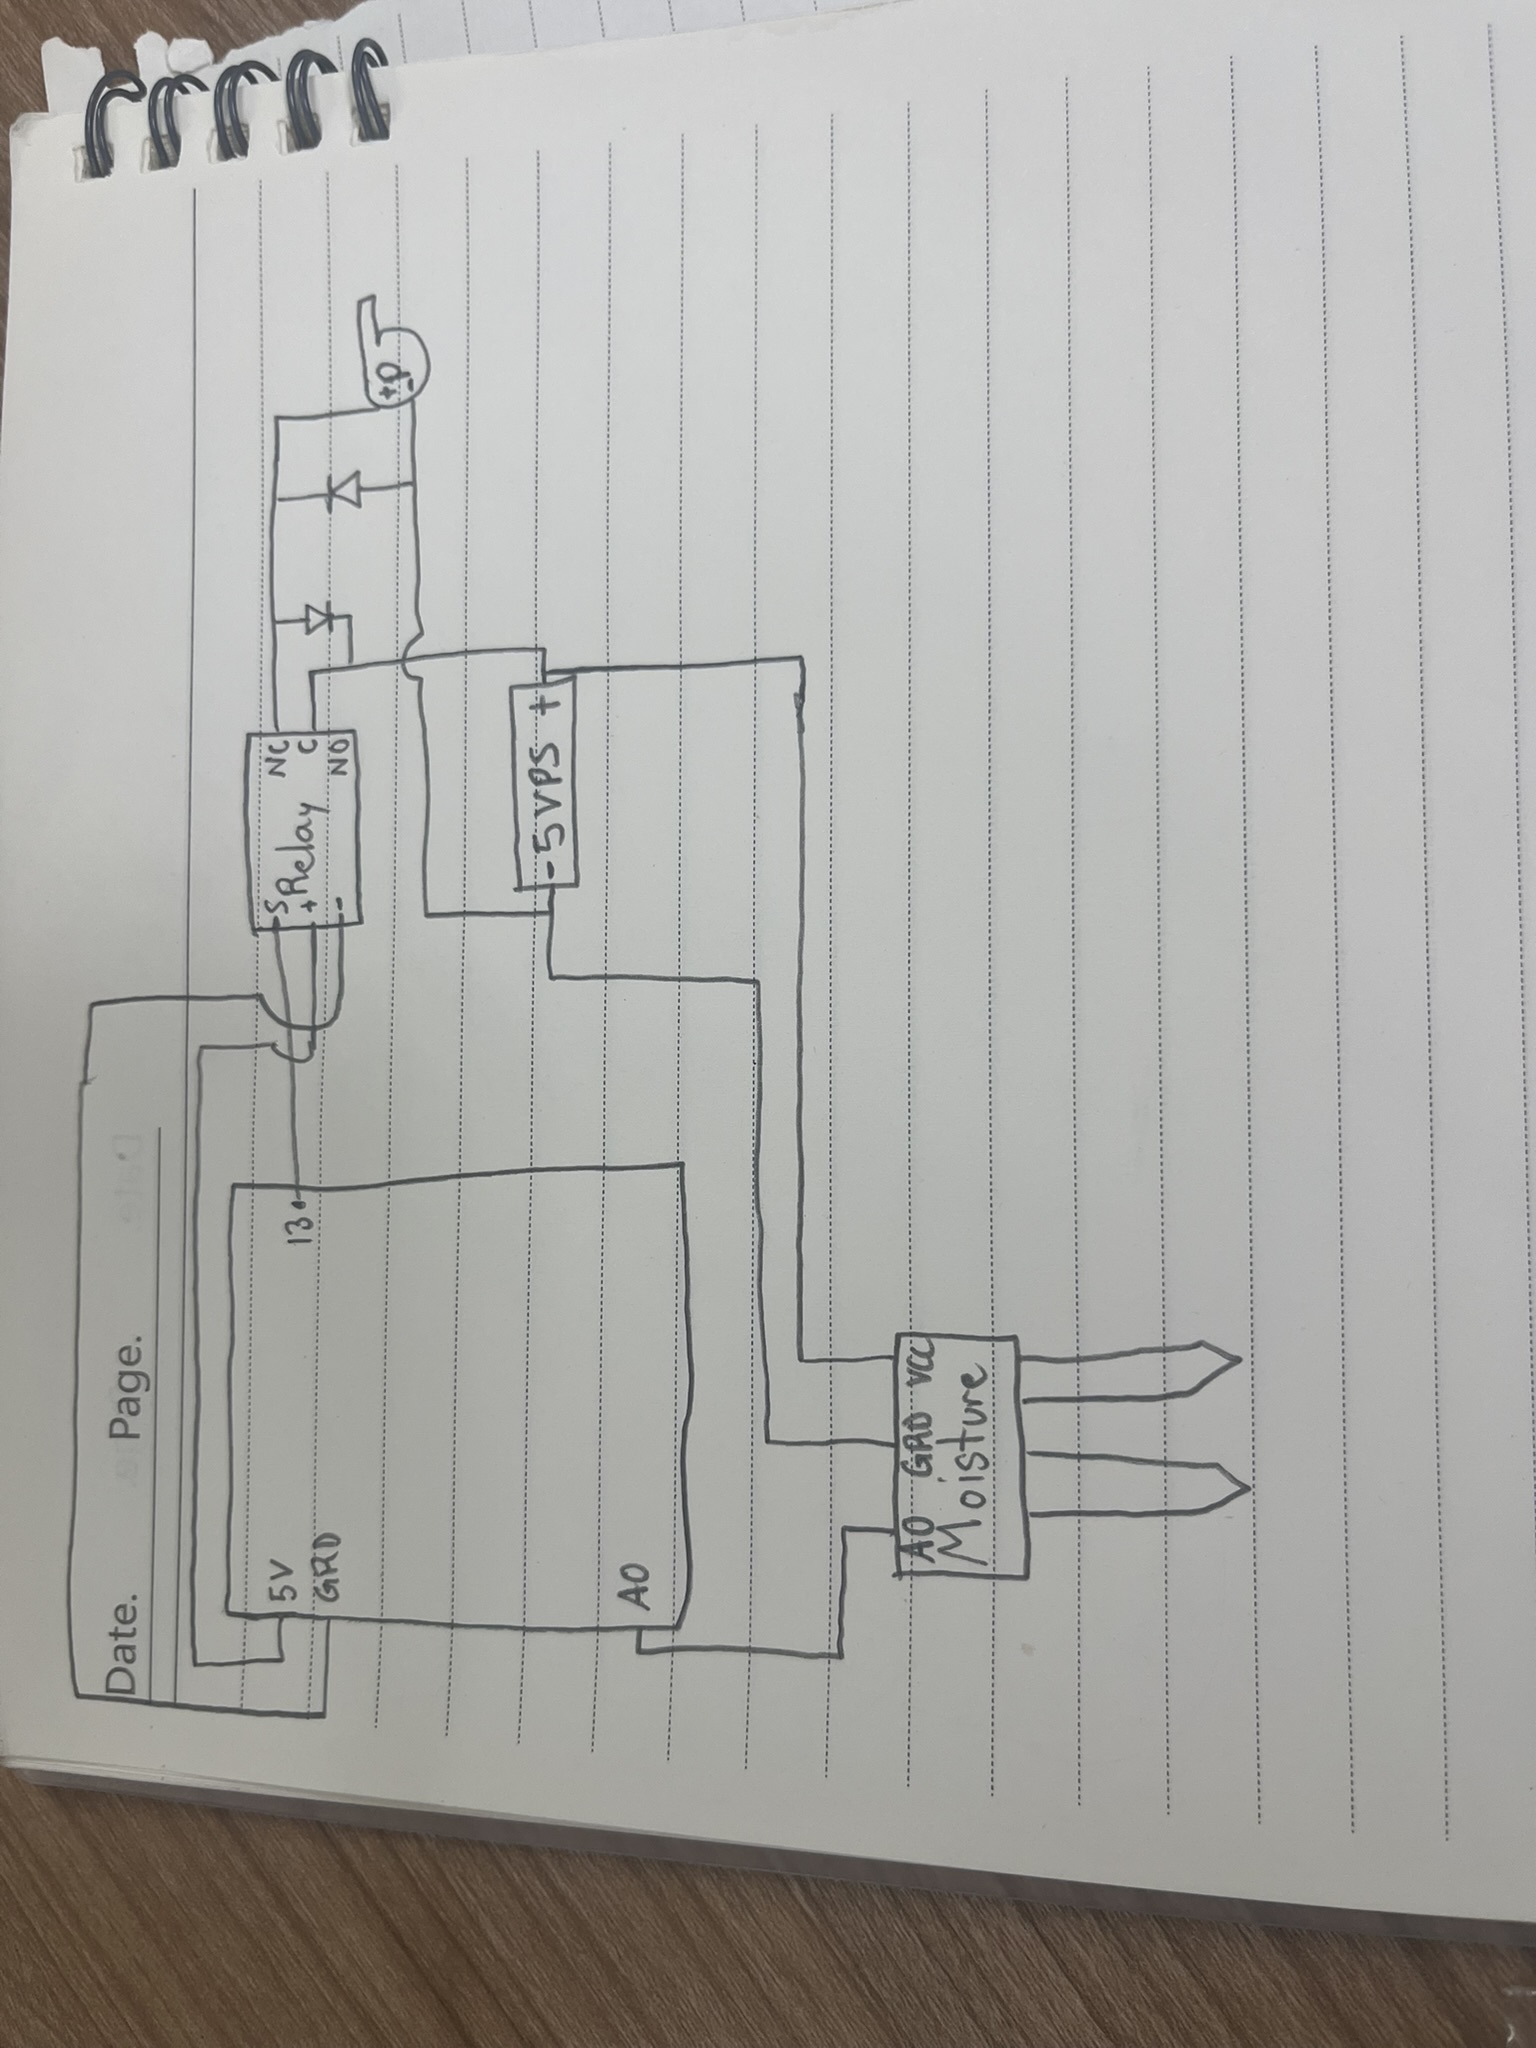 Date. Page.
5V
GRD
13
A0
S
+
-
Relay
NC
C
NO
+
P
-
- 5VPS +
A0 GRD VCC
Moisture